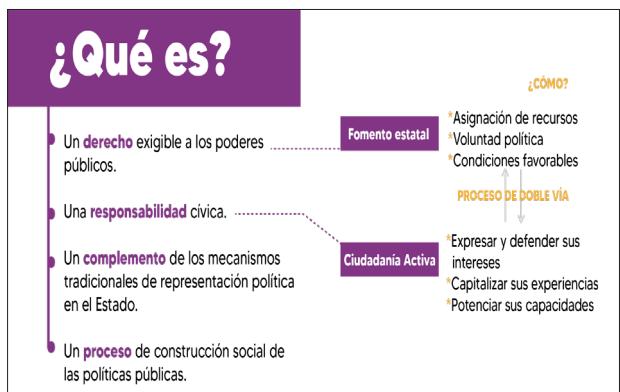 ¿Qué es?
Un derecho exigible a los poderes
públicos.
Una responsabilidad cívica.
Un complemento de los mecanismos
tradicionales de representación política
en el Estado.
Un proceso de construcción social de
las políticas públicas.
Fomento estatal
Ciudadanía Activa
¿CÓMO?
*Asignación de recursos
*Voluntad política
*Condiciones favorables
PROCESO DE DOBLE VÍA
*Expresar y defender sus
intereses
*Capitalizar sus experiencias
*Potenciar sus capacidades